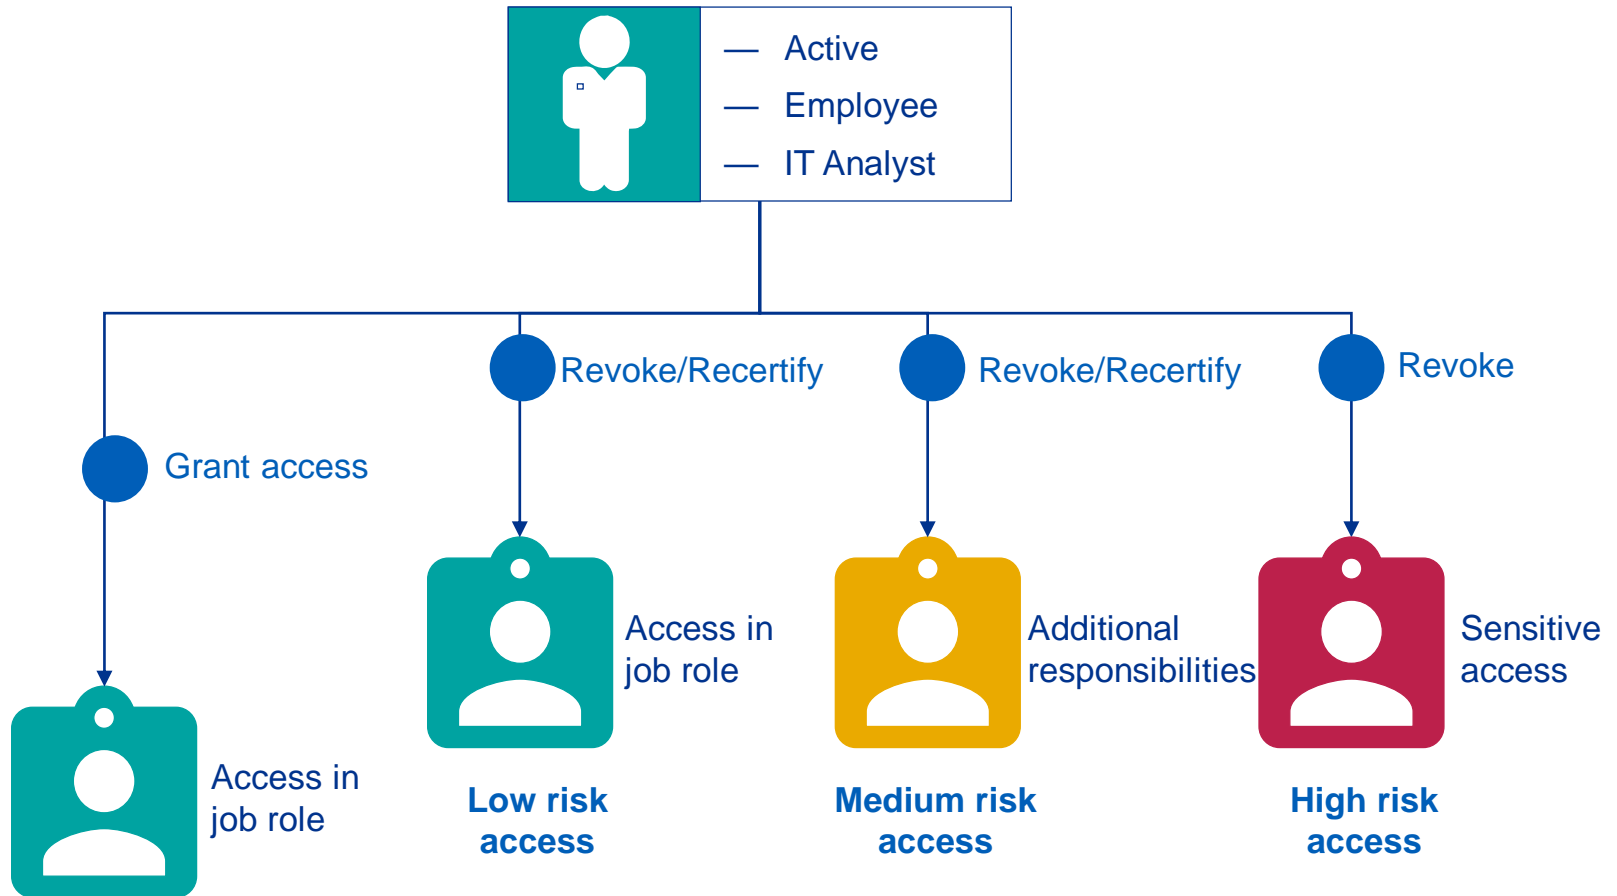 — Active
— Employee
— IT Analyst
Revoke/Recertify
Revoke/Recertify
Revoke
Grant access
Access in
job role
Additional
responsibilities
Sensitive
access
Access in
job role
Low risk
access
Medium risk
access
High risk
access